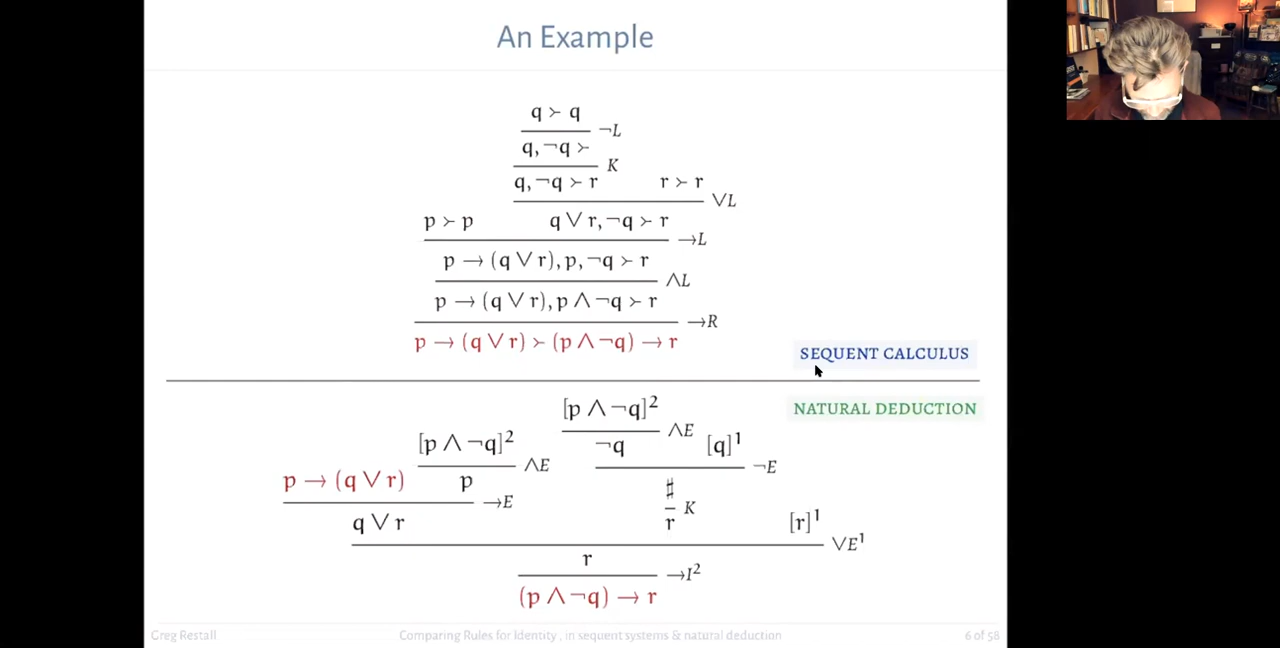 An Example
q ≻ q
¬L
q, ¬q ≻
K
q, ¬q ≻ r r ≻ r
∨L
p ≻ p q ∨ r, ¬q ≻ r
→L
p → (q ∨ r), p, ¬q ≻ r
∧L
p → (q ∨ r), p ∧ ¬q ≻ r
→R
p → (q ∨ r) ≻ (p ∧ ¬q) → r
SEQUENT CALCULUS
NATURAL DEDUCTION
[p ∧ ¬q]²
∧E
[p ∧ ¬q]² ¬q [q]¹
∧E ¬E
p → (q ∨ r) p ♯
→E K
q ∨ r r [r]¹
∨E¹
r
→I²
(p ∧ ¬q) → r
Greg Restall Comparing Rules for Identity , in sequent systems & natural deduction 6 of 58